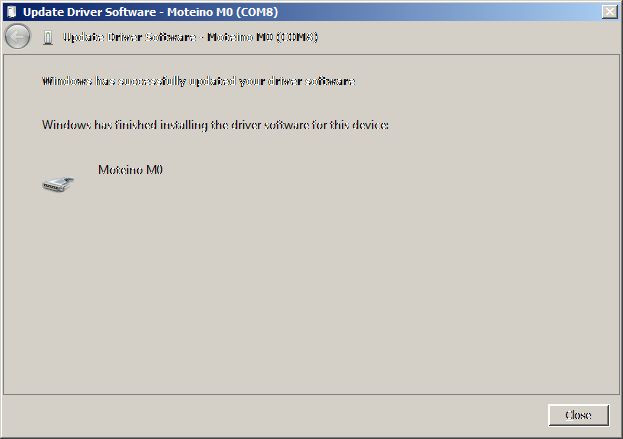 Update Driver Software - Moteino M0 (COM8)
Update Driver Software - Moteino M0 (COM8)
Windows has successfully updated your driver software
Windows has finished installing the driver software for this device:
Moteino M0
Close